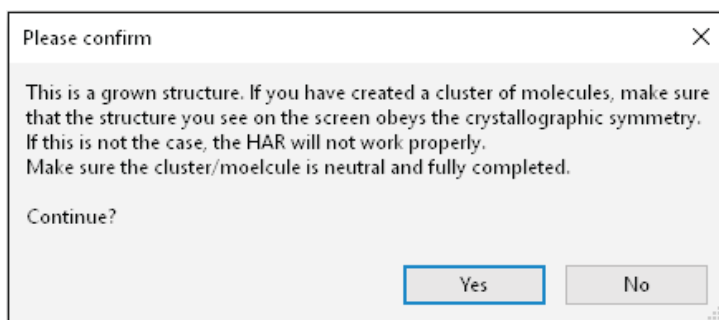 Please confirm
This is a grown structure. If you have created a cluster of molecules, make sure
that the structure you see on the screen obeys the crystallographic symmetry.
If this is not the case, the HAR will not work properly.
Make sure the cluster/moelcule is neutral and fully completed.
Continue?
Yes No